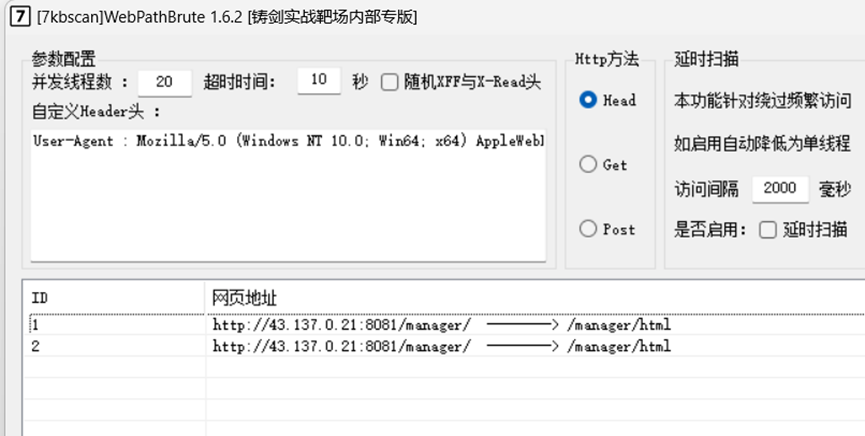 [7kbscan]WebPathBrute 1.6.2 [铸剑实战靶场内部专版]
参数配置
并发线程数 : 20 超时时间: 10 秒 随机XFF与X-Read头
自定义Header头 :
User-Agent : Mozilla/5.0 (Windows NT 10.0; Win64; x64) AppleWeb
Http方法
Head
Get
Post
延时扫描
本功能针对绕过频繁访问
如启用自动降低为单线程
访问间隔 2000 毫秒
是否启用: 延时扫描
ID 网页地址
1 http://43.137.0.21:8081/manager/ ———> /manager/html
2 http://43.137.0.21:8081/manager/ ———> /manager/html